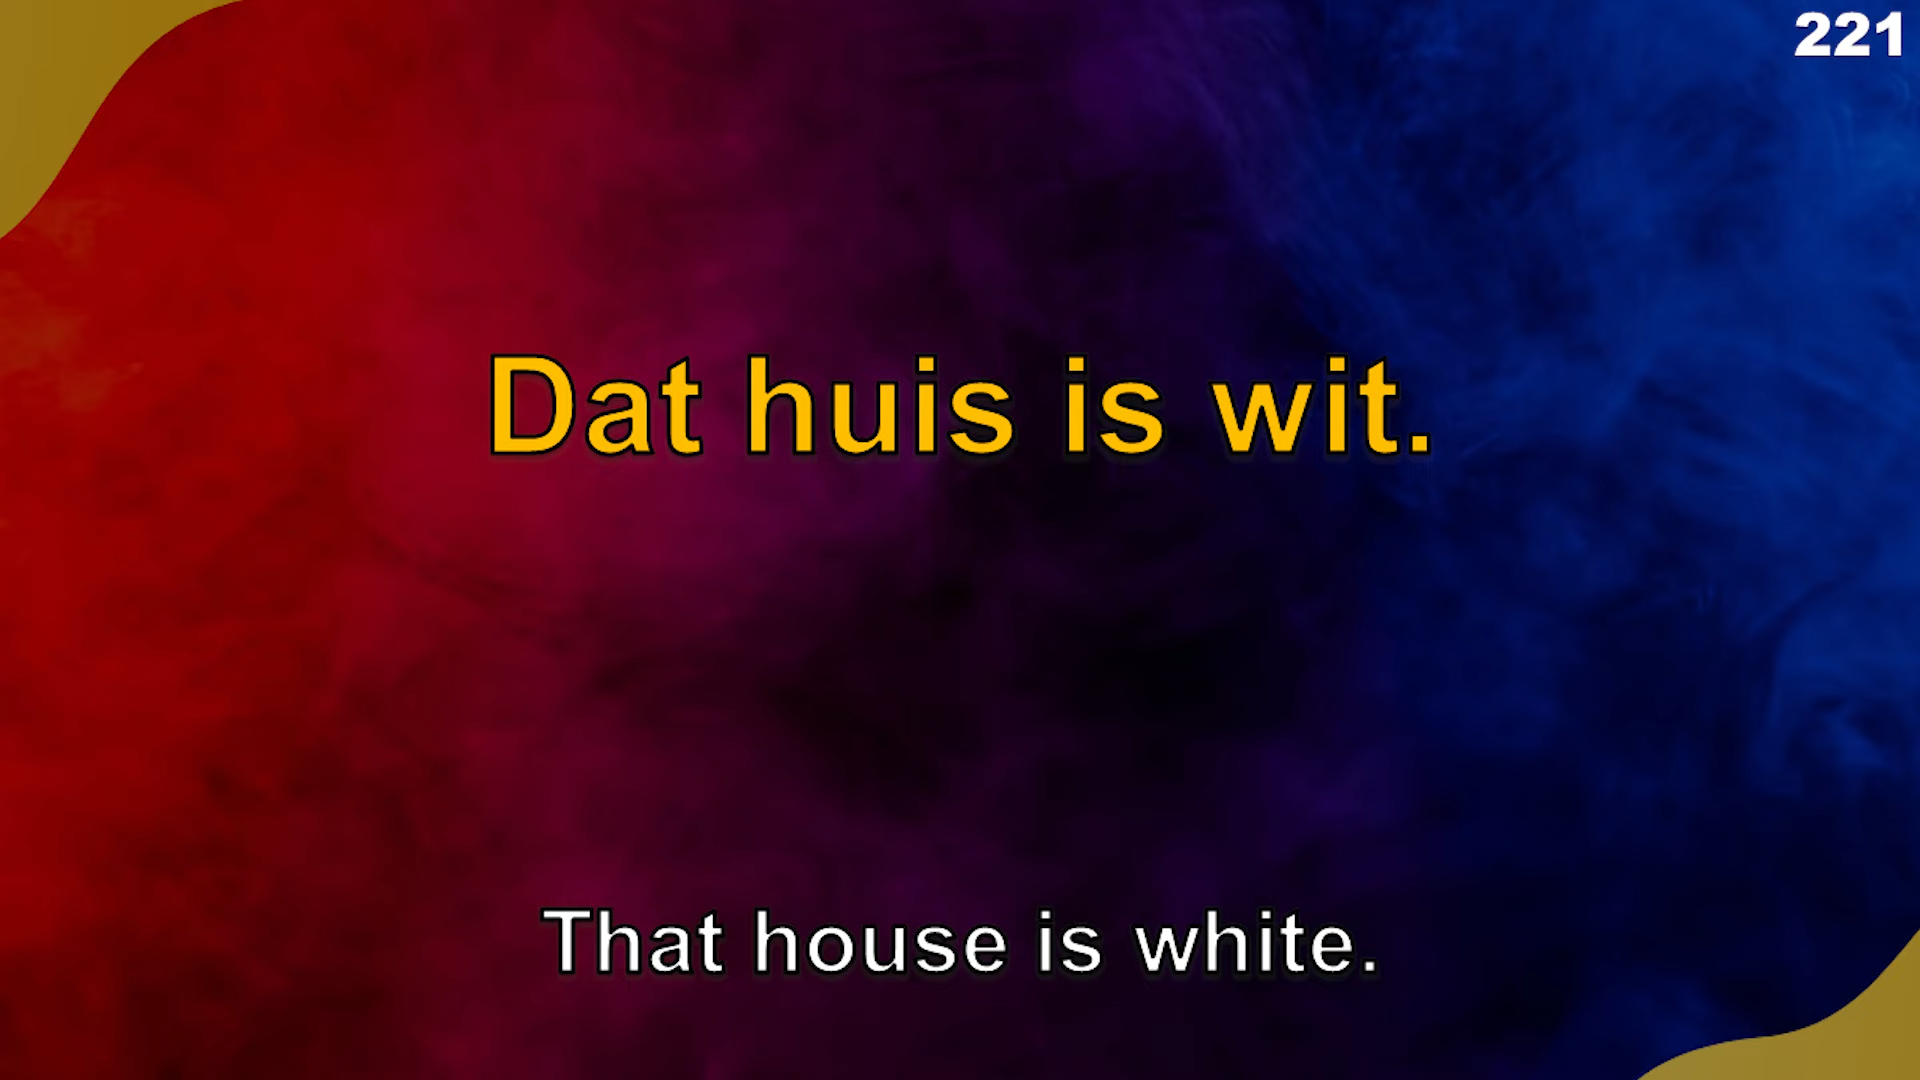 221
Dat huis is wit.
That house is white.